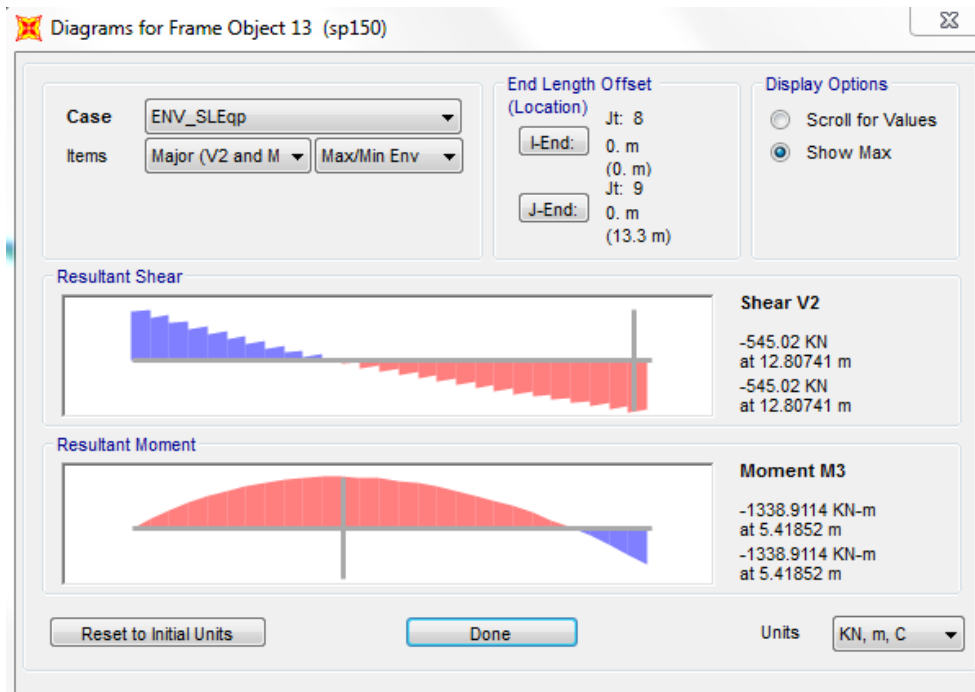 Diagrams for Frame Object 13 (sp150)
Case
ENV_SLEqp
Items
Major (V2 and M
Max/Min Env
End Length Offset
(Location)
Jt: 8
I-End:
0. m
(0. m)
Jt: 9
J-End:
0. m
(13.3 m)
Display Options
Scroll for Values
Show Max
Resultant Shear
Shear V2
-545.02 KN
at 12.80741 m
-545.02 KN
at 12.80741 m
Resultant Moment
Moment M3
-1338.9114 KN-m
at 5.41852 m
-1338.9114 KN-m
at 5.41852 m
Reset to Initial Units
Done
Units
KN, m, C